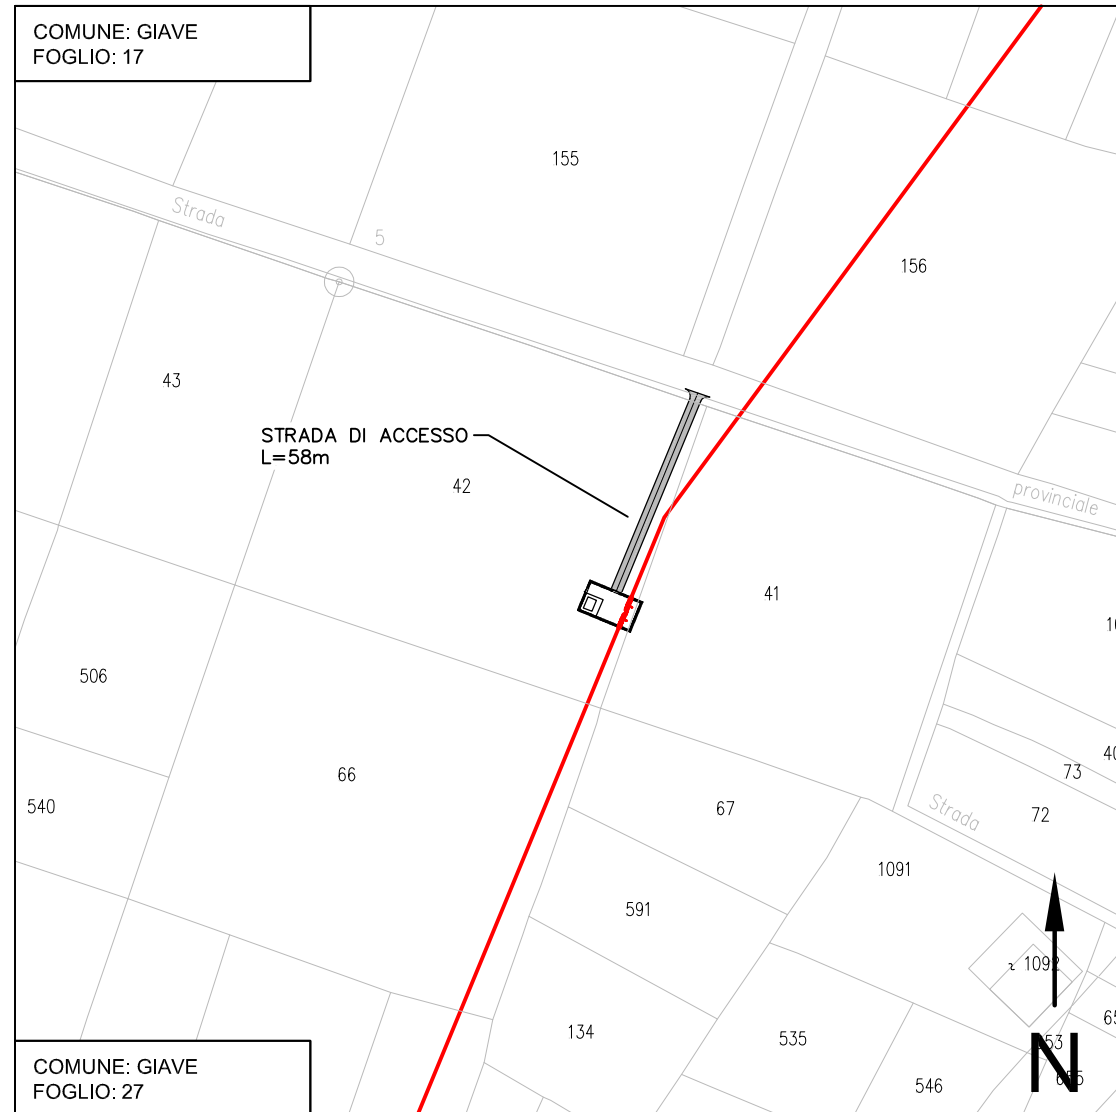 COMUNE: GIAVE
FOGLIO: 17
155
Strada
5
156
43
STRADA DI ACCESSO
L=58m
42
provinciale
41
506
66
73
540
67
Strada
72
1091
591
1092
134
535
546
N
COMUNE: GIAVE
FOGLIO: 27